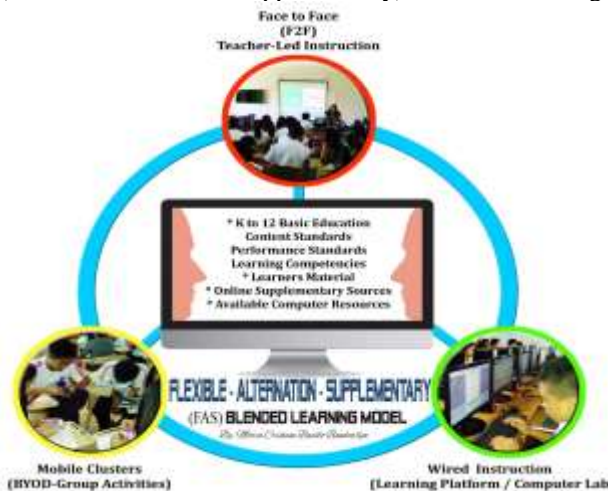 Face to Face
(F2F)
Teacher-Led Instruction
* K to 12 Basic Education
Content Standards
Performance Standards
Learning Competencies
* Learners Material
* Online Supplementary Sources
* Available Computer Resources
FLEXIBLE - ALTERNATION - SUPPLEMENTARY
(FAS) BLENDED LEARNING MODEL
By:
Mobile Clusters
(BYOD-Group Activities)
Wired Instruction
(Learning Platform / Computer Lab